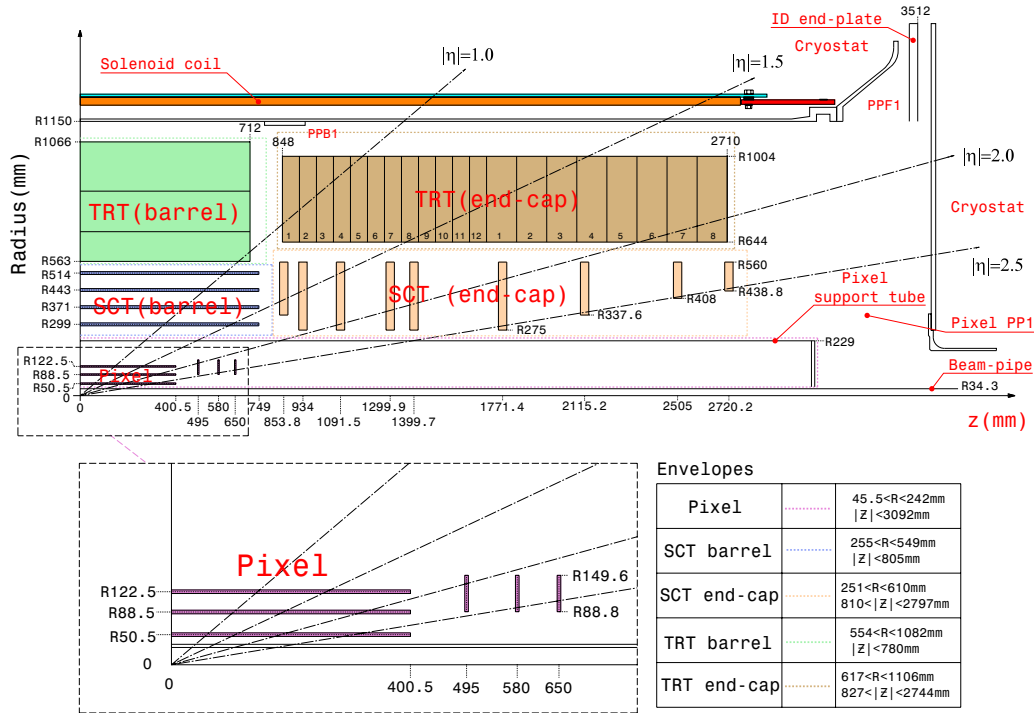 ID end-plate
3512
Cryostat
|η|=1.0
|η|=1.5
Solenoid coil
PPF1
R1150
712
PPB1
R1066
848
2710
R1004
|η|=2.0
Radius(mm)
TRT(barrel)
TRT(end-cap)
Cryostat
1 2 3 4 5 6 7 8 9 10 11 12 1 2 3 4 5 6 7 8
R644
R563
R514
R560
|η|=2.5
R443
R438.8
SCT(barrel)
SCT (end-cap)
Pixel
support tube
R408
R371
R337.6
R299
R275
Pixel PP1
R229
R122.5
R88.5
Pixel
Beam-pipe
R50.5
R34.3
0
0
400.5
495
580
650
749
853.8
934
1091.5
1299.9
1399.7
1771.4
2115.2
2505
2720.2
z(mm)
Envelopes
Pixel
45.5<R<242mm
|Z|<3092mm
SCT barrel
255<R<549mm
|Z|<805mm
SCT end-cap
251<R<610mm
810<|Z|<2797mm
TRT barrel
554<R<1082mm
|Z|<780mm
TRT end-cap
617<R<1106mm
827<|Z|<2744mm
Pixel
R122.5
R149.6
R88.5
R88.8
R50.5
0
0
400.5
495
580
650